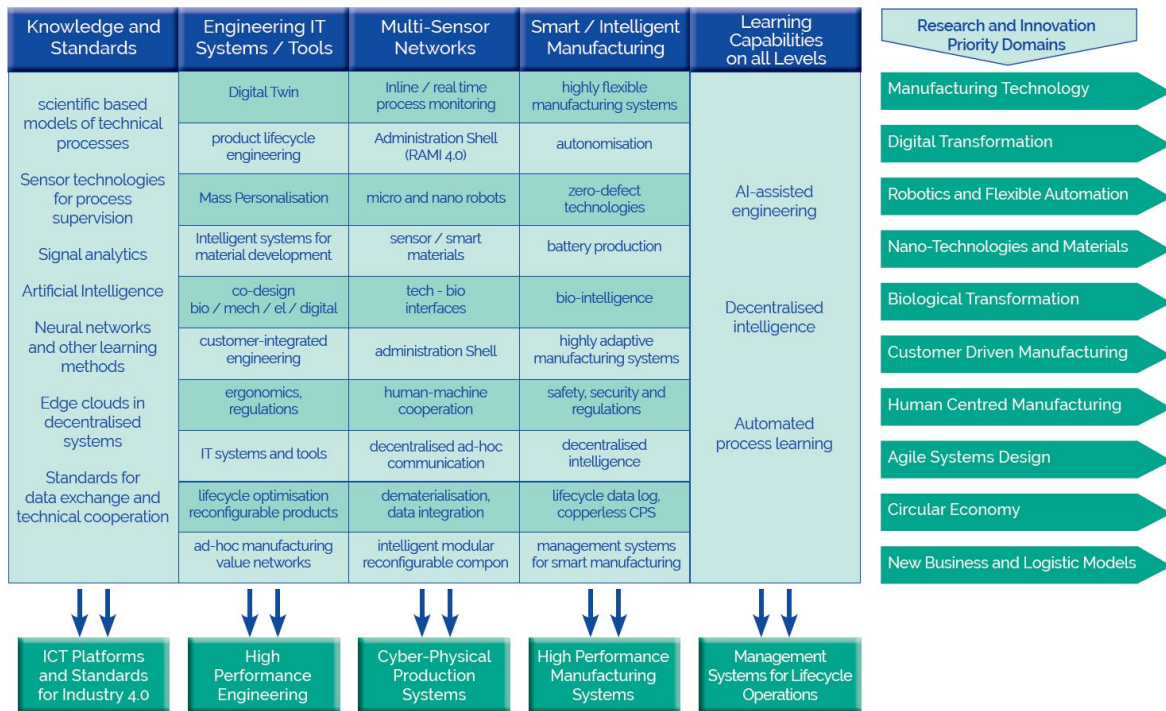 Knowledge and
Standards
Engineering IT
Systems / Tools
Multi-Sensor
Networks
Smart / Intelligent
Manufacturing
Learning
Capabilities
on all Levels
Research and Innovation
Priority Domains
scientific based
models of technical
processes
Sensor technologies
for process
supervision
Signal analytics
Artificial Intelligence
Neural networks
and other learning
methods
Edge clouds in
decentralised
systems
Standards for
data exchange and
technical cooperation
Digital Twin
Inline / real time
process monitoring
highly flexible
manufacturing systems
Manufacturing Technology
product lifecycle
engineering
Administration Shell
(RAMI 4.0)
autonomisation
Digital Transformation
Mass Personalisation
micro and nano robots
zero-defect
technologies
Robotics and Flexible Automation
Intelligent systems for
material development
sensor / smart
materials
battery production
Nano-Technologies and Materials
co-design
bio / mech / el / digital
tech - bio
interfaces
bio-intelligence
Biological Transformation
customer-integrated
engineering
administration Shell
highly adaptive
manufacturing systems
Customer Driven Manufacturing
ergonomics,
regulations
human-machine
cooperation
safety, security and
regulations
Human Centred Manufacturing
IT systems and tools
decentralised ad-hoc
communication
decentralised
intelligence
Agile Systems Design
lifecycle optimisation
reconfigurable products
dematerialisation,
data integration
lifecycle data log,
copperless CPS
Circular Economy
ad-hoc manufacturing
value networks
intelligent modular
reconfigurable compon
management systems
for smart manufacturing
New Business and Logistic Models
AI-assisted
engineering
Decentralised
intelligence
Automated
process learning
ICT Platforms
and Standards
for Industry 4.0
High
Performance
Engineering
Cyber-Physical
Production
Systems
High Performance
Manufacturing
Systems
Management
Systems for Lifecycle
Operations